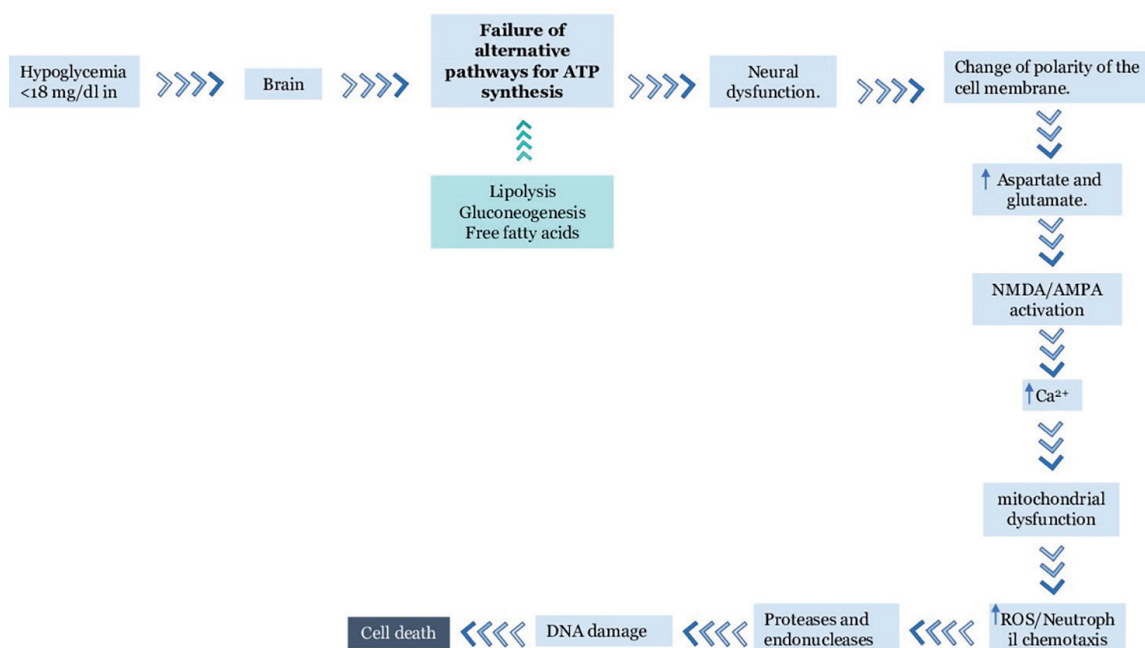 Hypoglycemia
<18 mg/dl in
Brain
Failure of
alternative
pathways for ATP
synthesis
Lipolysis
Gluconeogenesis
Free fatty acids
Neural
dysfunction.
Change of polarity of the
cell membrane.
Aspartate and
glutamate.
NMDA/AMPA
activation
Ca²⁺
mitochondrial
dysfunction
ROS/Neutroph
il chemotaxis
Proteases and
endonucleases
DNA damage
Cell death